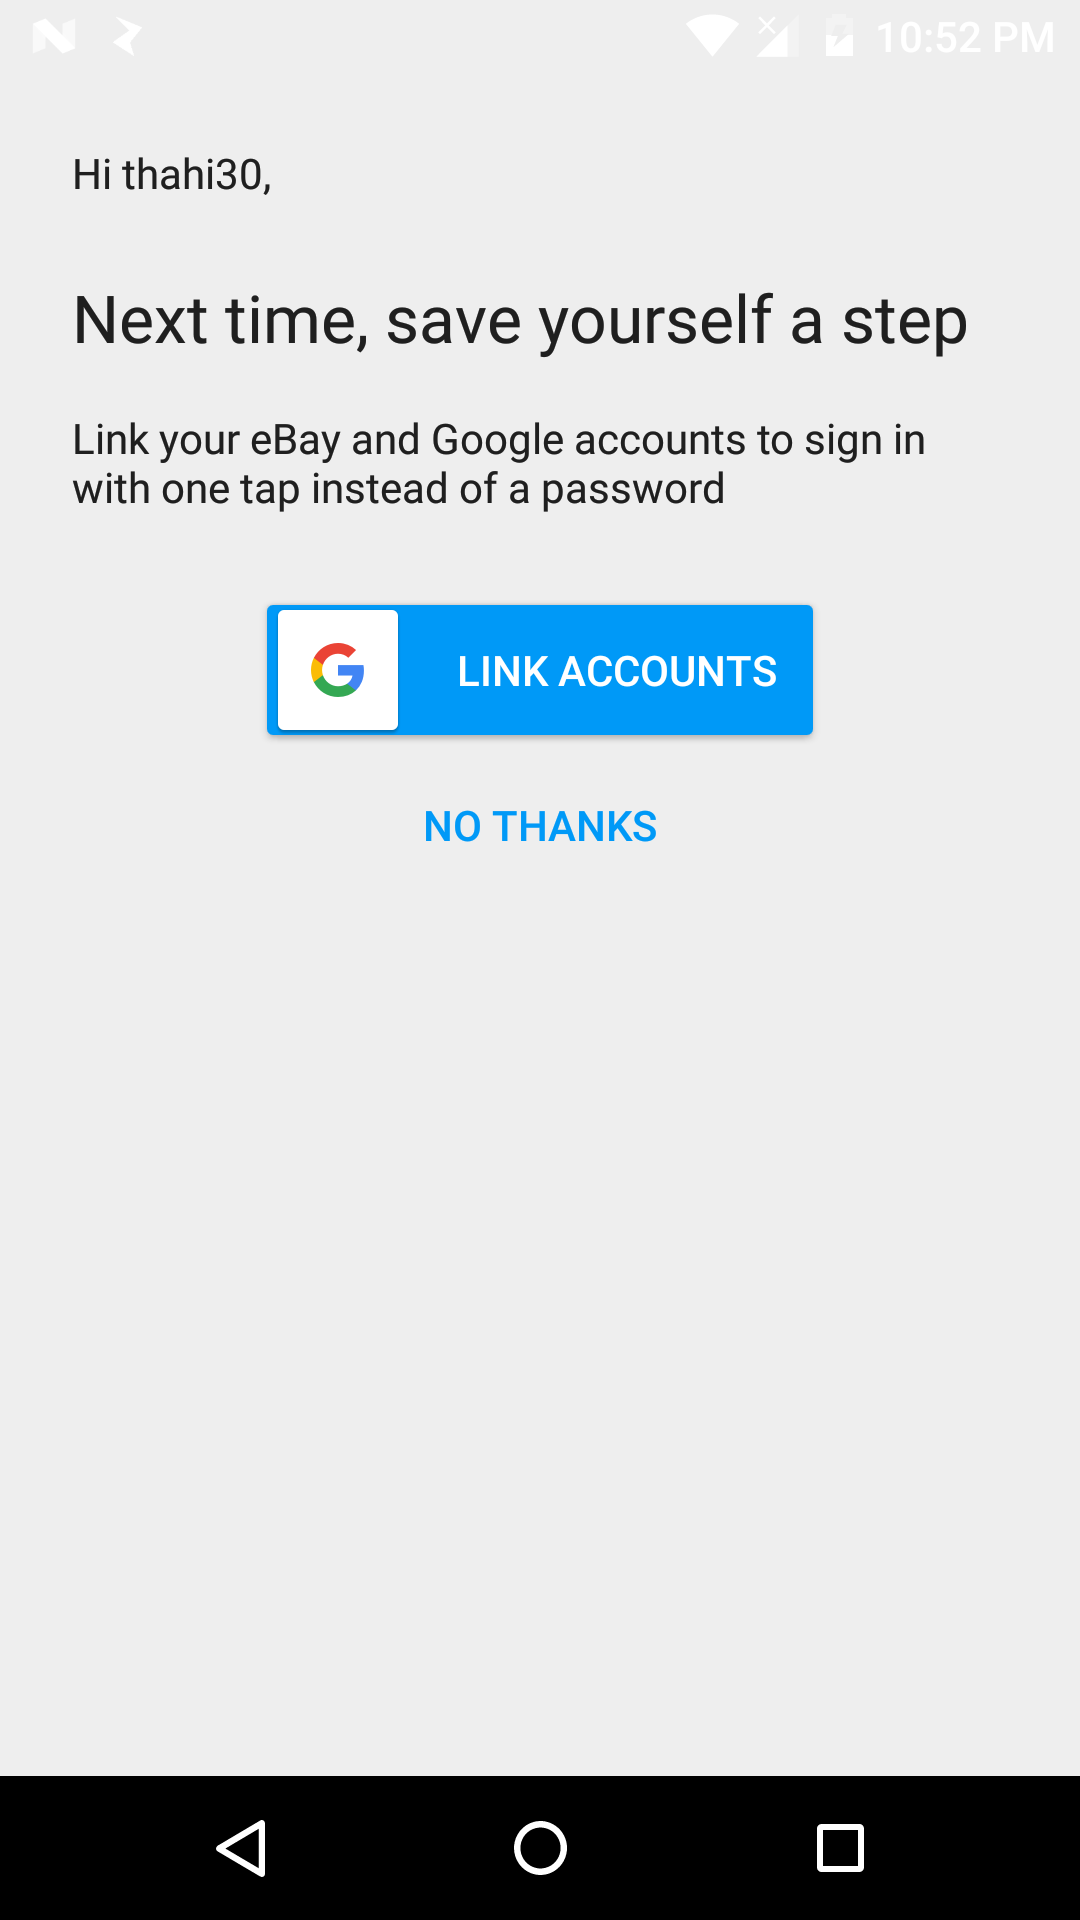 10:52 PM
Hi thahi30,
Next time, save yourself a step
Link your eBay and Google accounts to sign in
with one tap instead of a password
LINK ACCOUNTS
NO THANKS